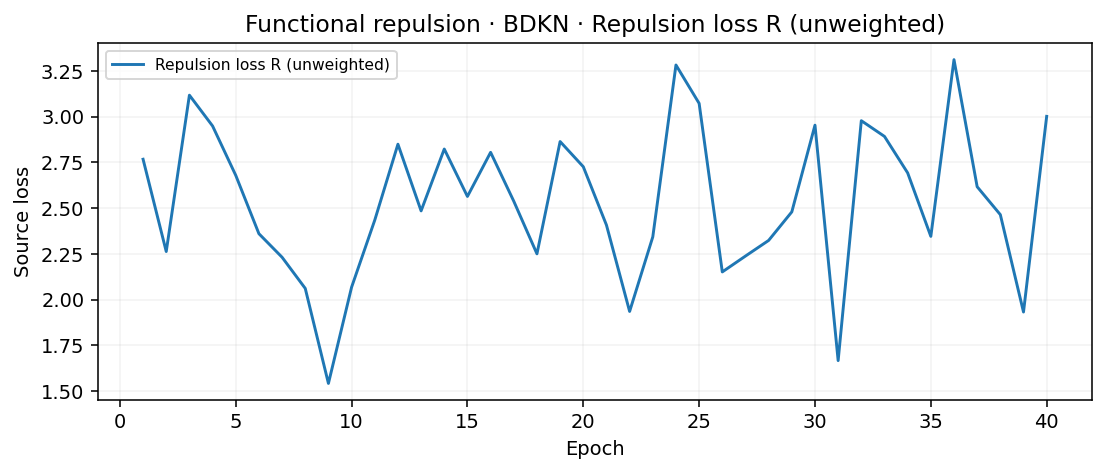 Functional repulsion · BDKN · Repulsion loss R (unweighted)
Repulsion loss R (unweighted)
Source loss
3.25
3.00
2.75
2.50
2.25
2.00
1.75
1.50
0 5 10 15 20 25 30 35 40
Epoch